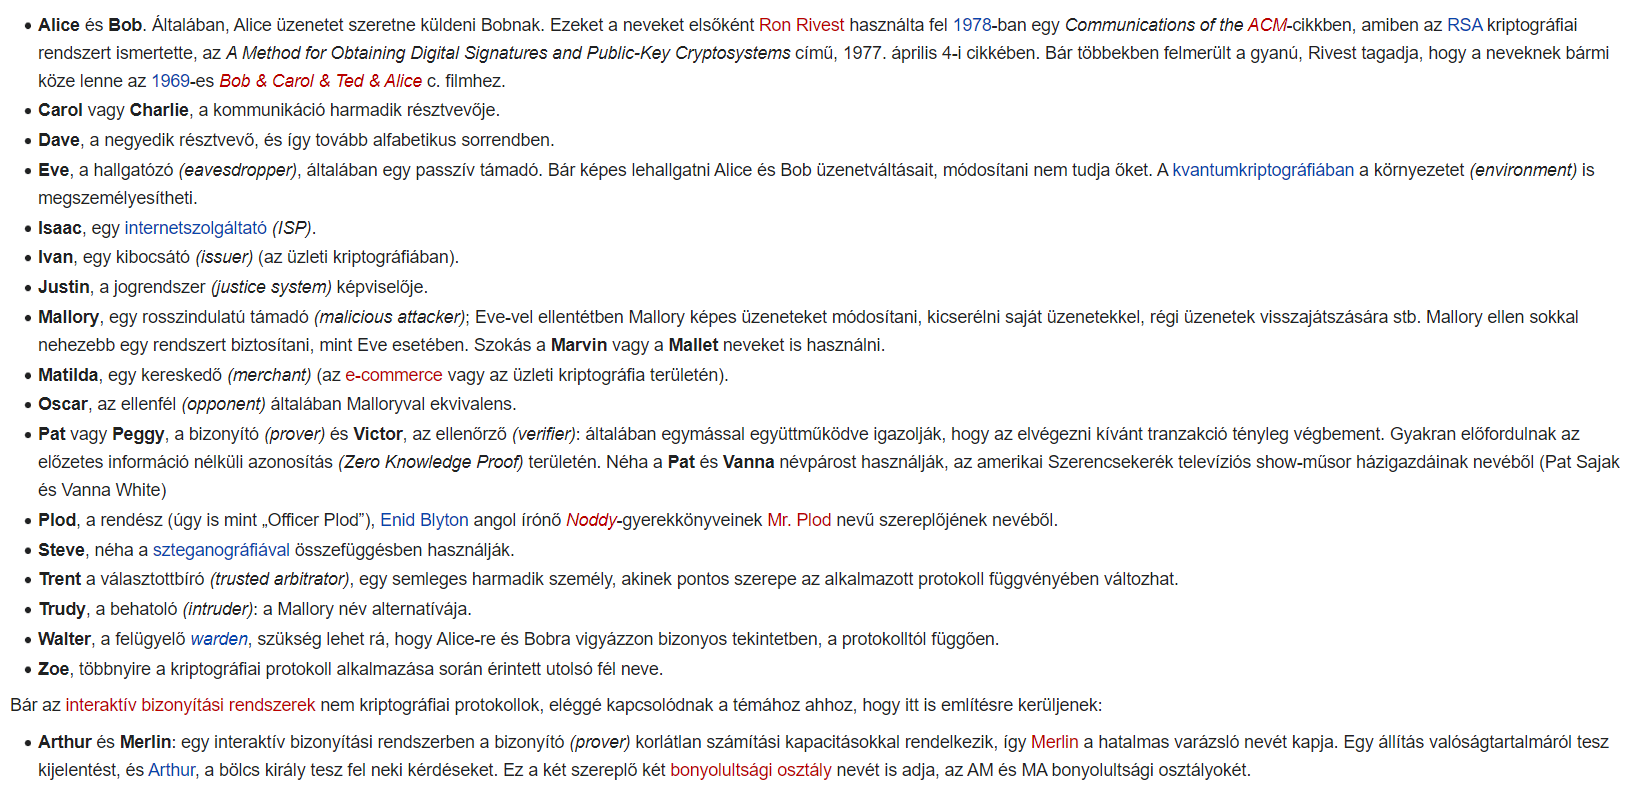 Alice és Bob. Általában, Alice üzenetet szeretne küldeni Bobnak. Ezeket a neveket elsőként Ron Rivest használta fel 1978-ban egy Communications of the ACM-cikkben, amiben az RSA kriptográfiai
rendszert ismertette, az A Method for Obtaining Digital Signatures and Public-Key Cryptosystems című, 1977. április 4-i cikkében. Bár többekben felmerült a gyanú, Rivest tagadja, hogy a neveknek bármi
köze lenne az 1969-es Bob & Carol & Ted & Alice c. filmhez.
Carol vagy Charlie, a kommunikáció harmadik résztvevője.
Dave, a negyedik résztvevő, és így tovább alfabetikus sorrendben.
Eve, a hallgatózó (eavesdropper), általában egy passzív támadó. Bár képes lehallgatni Alice és Bob üzenetváltásait, módosítani nem tudja őket. A kvantumkriptográfiában a környezetet (environment) is
megszemélyesítheti.
Isaac, egy internetszolgáltató (ISP).
Ivan, egy kibocsátó (issuer) (az üzleti kriptográfiában).
Justin, a jogrendszer (justice system) képviselője.
Mallory, egy rosszindulatú támadó (malicious attacker); Eve-vel ellentétben Mallory képes üzeneteket módosítani, kicserélni saját üzenetekkel, régi üzenetek visszajátszására stb. Mallory ellen sokkal
nehezebb egy rendszert biztosítani, mint Eve esetében. Szokás a Marvin vagy a Mallet neveket is használni.
Matilda, egy kereskedő (merchant) (az e-commerce vagy az üzleti kriptográfia területén).
Oscar, az ellenfél (opponent) általában Malloryval ekvivalens.
Pat vagy Peggy, a bizonyító (prover) és Victor, az ellenőrző (verifier): általában egymással együttműködve igazolják, hogy az elvégezni kívánt tranzakció tényleg végbement. Gyakran előfordulnak az
előzetes információ nélküli azonosítás (Zero Knowledge Proof) területén. Néha a Pat és Vanna névpárost használják, az amerikai Szerencsekerék televíziós show-műsor házigazdáinak nevéből (Pat Sajak
és Vanna White)
Plod, a rendész (úgy is mint „Officer Plod”), Enid Blyton angol írónő Noddy-gyerekkönyveinek Mr. Plod nevű szereplőjének nevéből.
Steve, néha a szteganográfiával összefüggésben használják.
Trent a választottbíró (trusted arbitrator), egy semleges harmadik személy, akinek pontos szerepe az alkalmazott protokoll függvényében változhat.
Trudy, a behatoló (intruder): a Mallory név alternatívája.
Walter, a felügyelő warden, szükség lehet rá, hogy Alice-re és Bobra vigyázzon bizonyos tekintetben, a protokolltól függően.
Zoe, többnyire a kriptográfiai protokoll alkalmazása során érintett utolsó fél neve.
Bár az interaktív bizonyítási rendszerek nem kriptográfiai protokollok, eléggé kapcsolódnak a témához ahhoz, hogy itt is említésre kerüljenek:
Arthur és Merlin: egy interaktív bizonyítási rendszerben a bizonyító (prover) korlátlan számítási kapacitásokkal rendelkezik, így Merlin a hatalmas varázsló nevét kapja. Egy állítás valóságtartalmáról tesz
kijelentést, és Arthur, a bölcs király tesz fel neki kérdéseket. Ez a két szereplő két bonyolultsági osztály nevét is adja, az AM és MA bonyolultsági osztályokét.